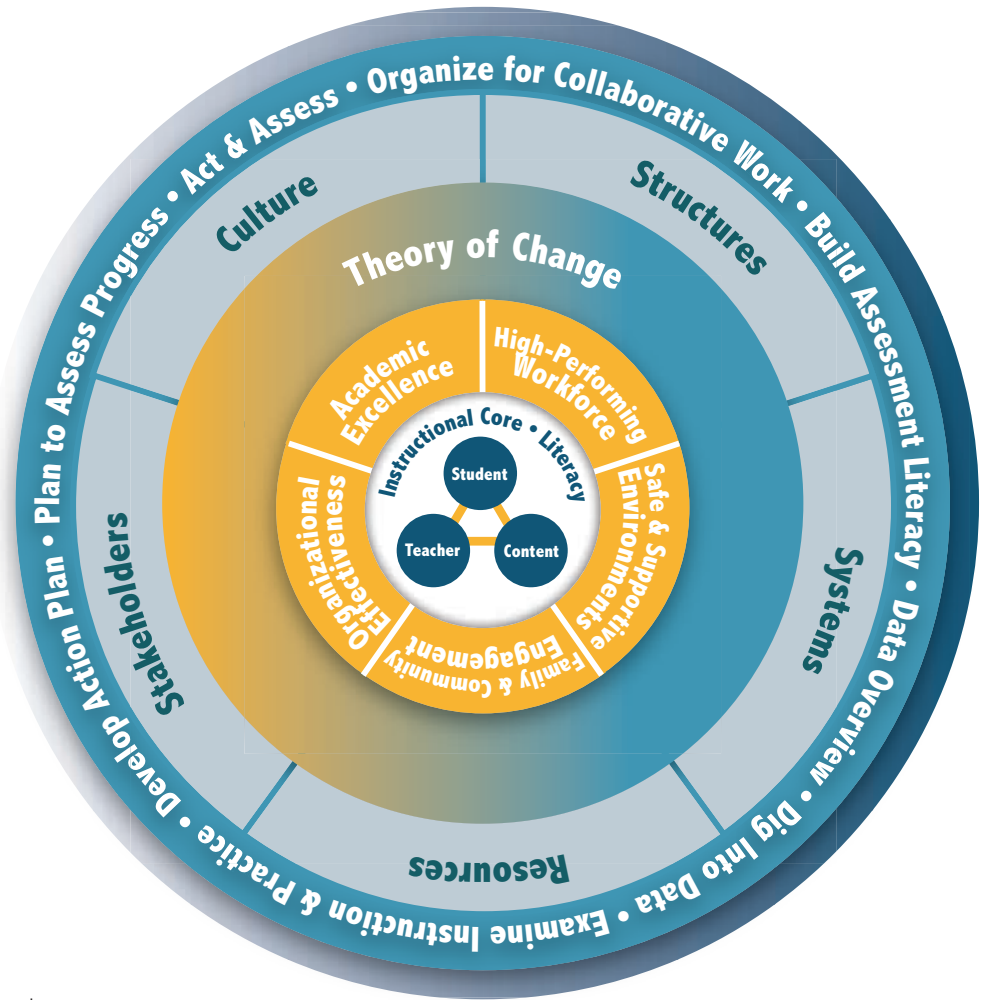 Organize for Collaborative Work • Build Assessment Literacy • Data Overview • Dig Into Data • Examine Instruction & Practice • Develop Action Plan • Plan to Assess Progress • Act & Assess •
Culture
Structures
Systems
Resources
Stakeholders
Theory of Change
Academic
Excellence
High-Performing
Workforce
Safe & Supportive
Environments
Family & Community
Engagement
Organizational
Effectiveness
Instructional Core • Literacy
Student
Teacher
Content